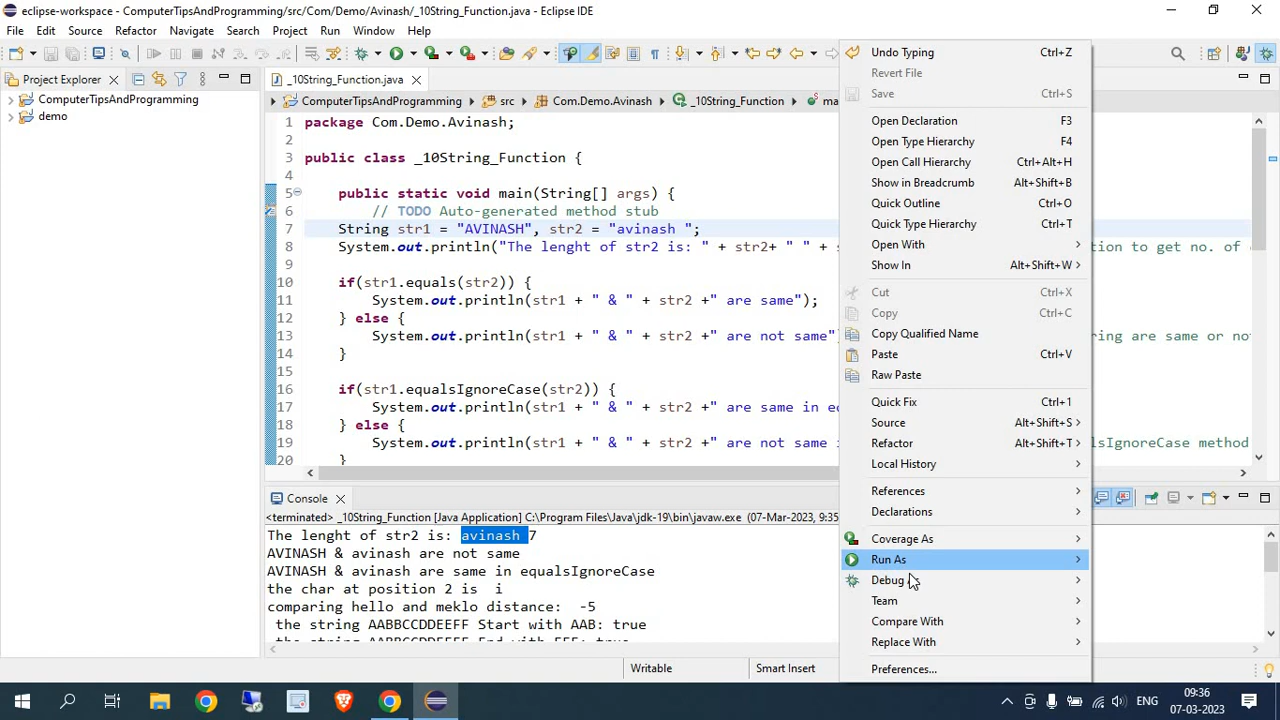 eclipse-workspace - ComputerTipsAndProgramming/src/Com/Demo/Avinash/_10String_Function.java - Eclipse IDE
File Edit Source Refactor Navigate Search Project Run Window Help
Project Explorer
ComputerTipsAndProgramming
demo
_10String_Function.java
ComputerTipsAndProgramming src Com.Demo.Avinash _10String_Function
1 package Com.Demo.Avinash;
2
3 public class _10String_Function {
4
5 public static void main(String[] args) {
6 // TODO Auto-generated method stub
7 String str1 = "AVINASH", str2 = "avinash ";
8 System.out.println("The lenght of str2 is: " + str2+ " " + s ion to get no. of
9
10 if(str1.equals(str2)) {
11 System.out.println(str1 + " & " + str2 +" are same");
12 } else {
13 System.out.println(str1 + " & " + str2 +" are not same" ring are same or no
14 }
15
16 if(str1.equalsIgnoreCase(str2)) {
17 System.out.println(str1 + " & " + str2 +" are same in
18 } else {
19 System.out.println(str1 + " & " + str2 +" are not same i IgnoreCase method
20 }
Undo Typing Ctrl+Z
Revert File
Save Ctrl+S
Open Declaration F3
Open Type Hierarchy F4
Open Call Hierarchy Ctrl+Alt+H
Show in Breadcrumb Alt+Shift+B
Quick Outline Ctrl+O
Quick Type Hierarchy Ctrl+T
Open With
Show In Alt+Shift+W
Cut Ctrl+X
Copy Ctrl+C
Copy Qualified Name
Paste Ctrl+V
Raw Paste
Quick Fix Ctrl+1
Source Alt+Shift+S
Refactor Alt+Shift+T
Local History
References
Declarations
Coverage As
Run As
Debug
Team
Compare With
Replace With
Preferences...
Console
<terminated> _10String_Function [Java Application] C:\Program Files\Java\jdk-19\bin\javaw.exe (07-Mar-2023, 9:35
The lenght of str2 is: avinash 7
AVINASH & avinash are not same
AVINASH & avinash are same in equalsIgnoreCase
the char at position 2 is i
comparing hello and meklo distance: -5
the string AABBCCDDEEFF Start with AAB: true
the string AABBCCDDEEFF End with EFF: true
Writable Smart Insert
ENG
09:36
07-03-2023